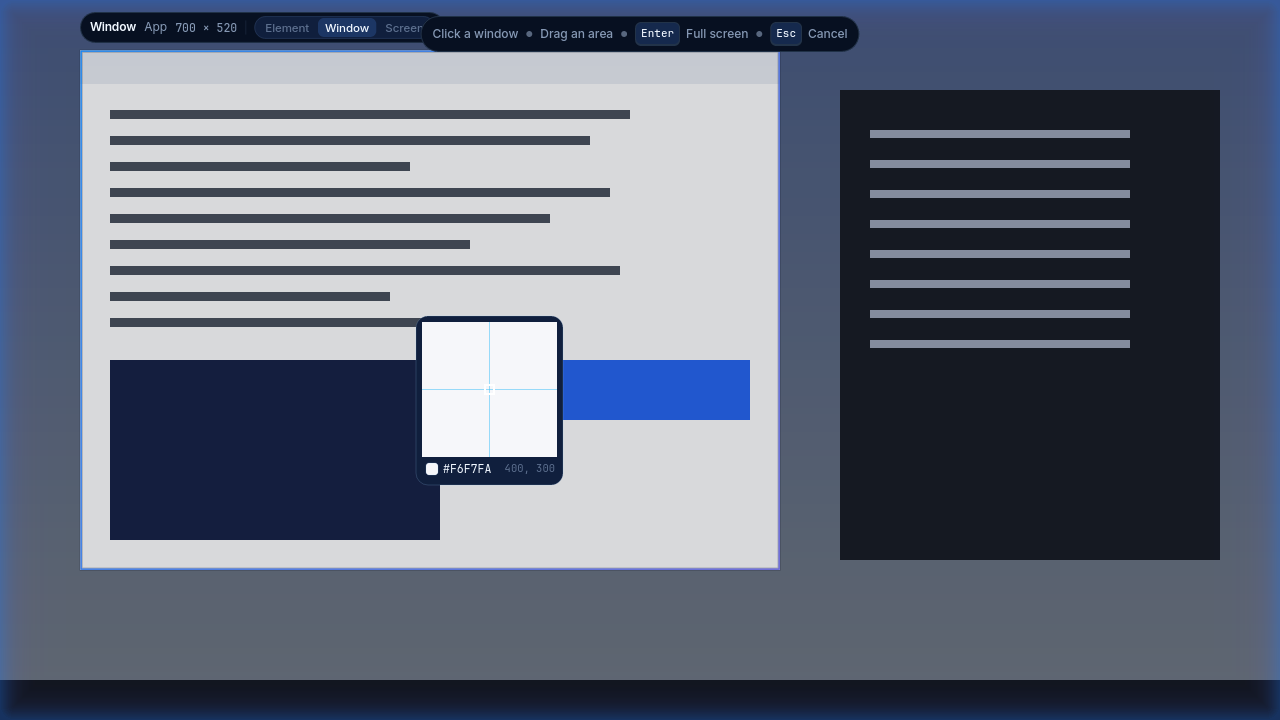 Window App 700 × 520 Element Window Screen
Click a window • Drag an area • Enter Full screen • Esc Cancel
#F6F7FA 400, 300